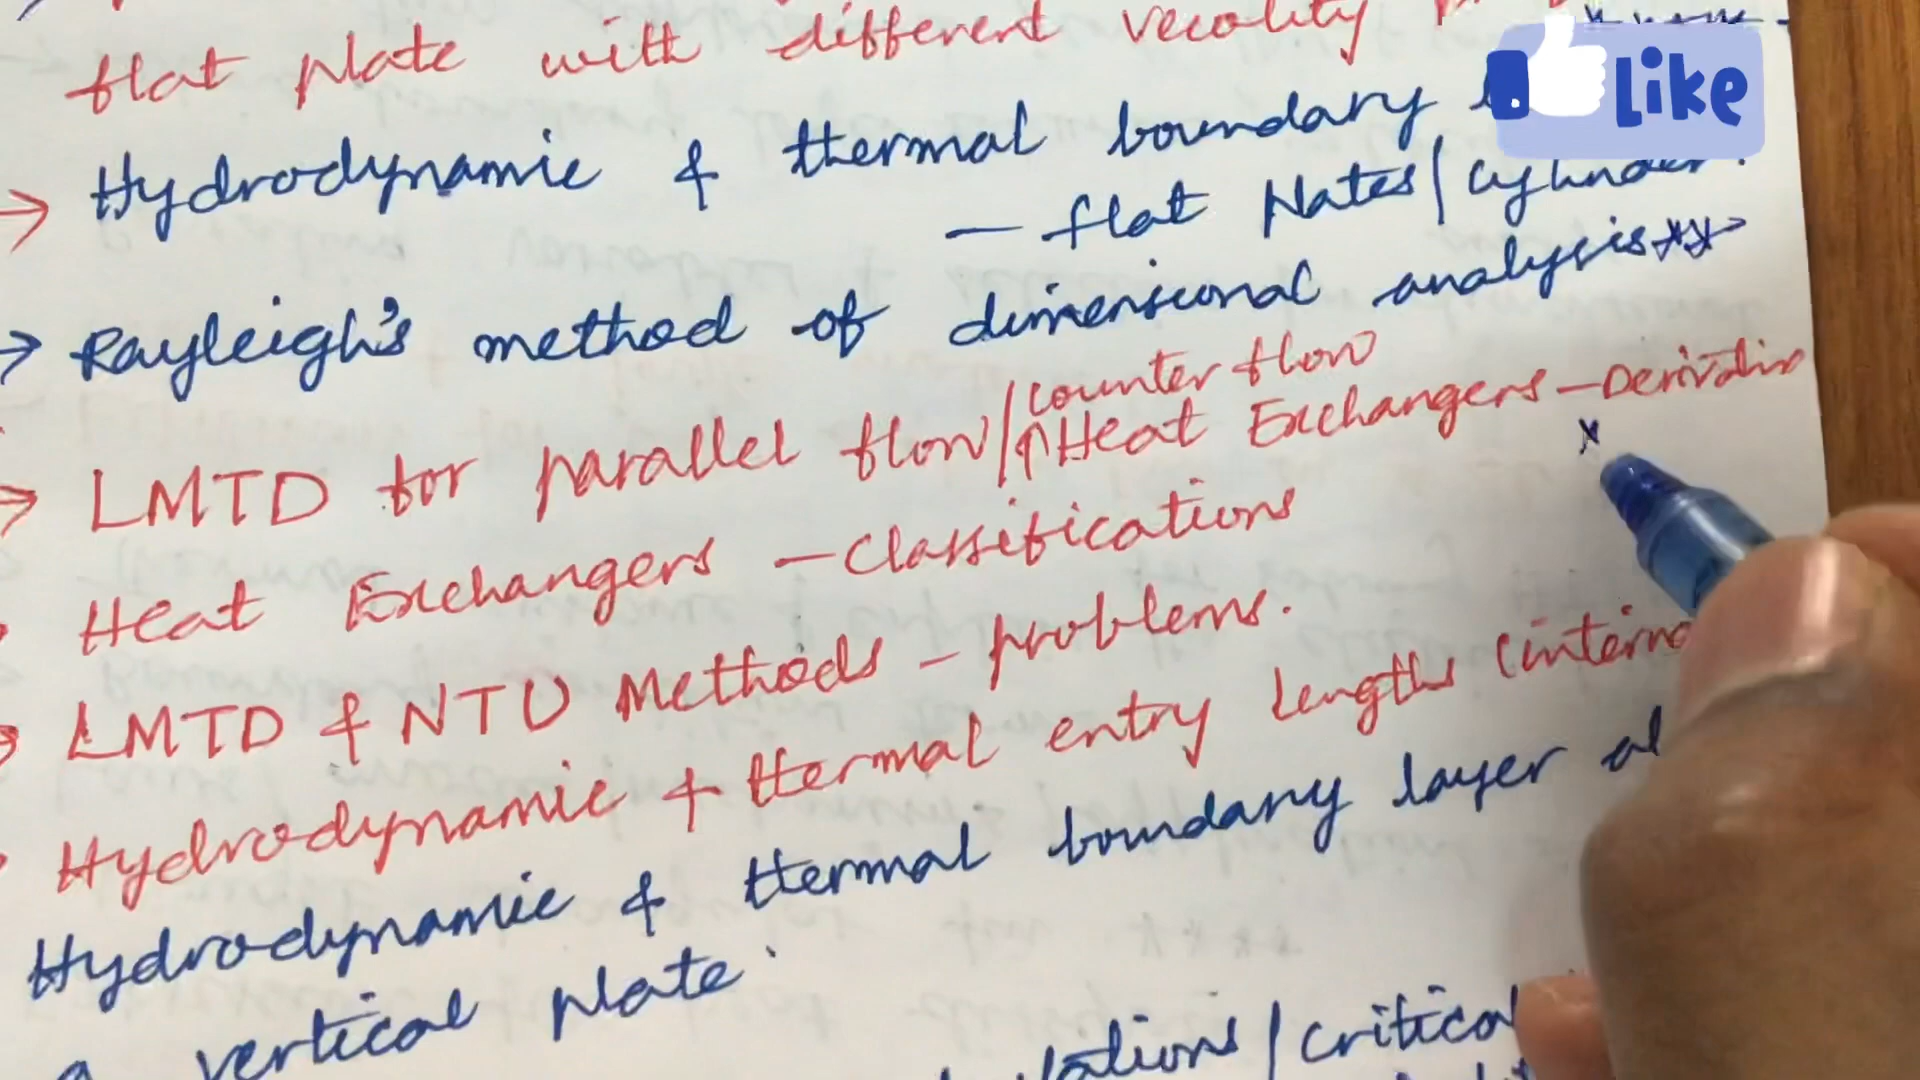 flat plate with different vecolity
Like
→ Hydrodynamic & thermal boundary
— flat plates/cylinder.
→ Rayleigh's method of dimensional analysis**
→ LMTD for parallel flow/counter flow Heat Exchangers – Derivation
*
Heat Exchangers – Classifications
LMTD & NTU Methods – problems.
Hydrodynamic & thermal entry Lengths (interna
Hydrodynamic & thermal boundary layer
vertical plate.
/critical